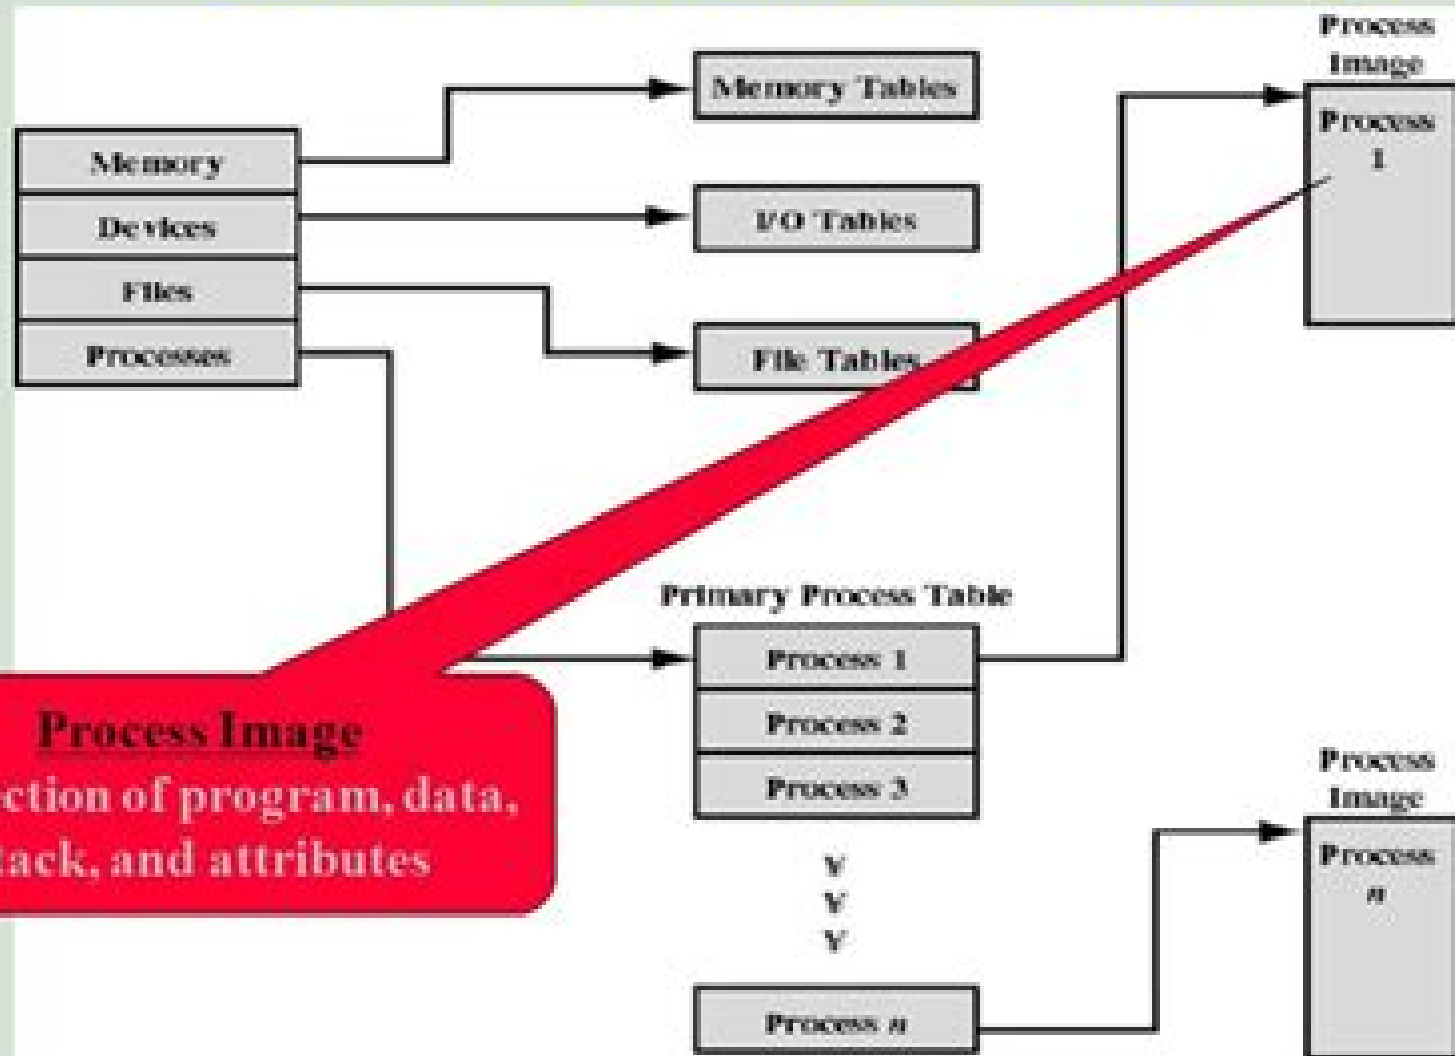 Memory
Devices
Files
Processes
Memory Tables
I/O Tables
File Tables
Primary Process Table
Process 1
Process 2
Process 3
Y
Y
Y
Process n
Process
Image
Process
1
Process
Image
Process
n
Process Image
ction of program, data,
tack, and attributes